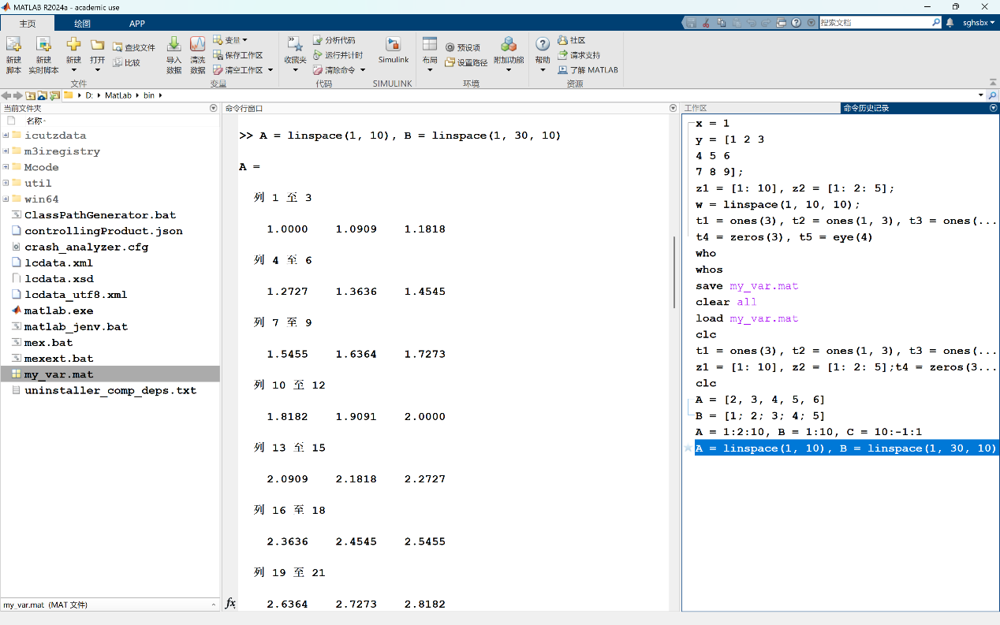 MATLAB R2024a - academic use
主页 绘图 APP
搜索文档 sghsbx
新建脚本 新建实时脚本 新建 打开 查找文件 比较
导入数据 清洗数据 变量 保存工作区 清空工作区
收藏夹 分析代码 运行并计时 清除命令
Simulink
布局 预设项 设置路径 附加功能
帮助 社区 请求支持 了解 MATLAB
文件 变量 代码 SIMULINK 环境 资源
D: MatLab bin
当前文件夹
名称
icutzdata
m3iregistry
Mcode
util
win64
ClassPathGenerator.bat
controllingProduct.json
crash_analyzer.cfg
lcdata.xml
lcdata.xsd
lcdata_utf8.xml
matlab.exe
matlab_jenv.bat
mex.bat
mexext.bat
my_var.mat
uninstaller_comp_deps.txt
my_var.mat (MAT 文件)
命令行窗口
>> A = linspace(1, 10), B = linspace(1, 30, 10)
A =
列 1 至 3
1.0000 1.0909 1.1818
列 4 至 6
1.2727 1.3636 1.4545
列 7 至 9
1.5455 1.6364 1.7273
列 10 至 12
1.8182 1.9091 2.0000
列 13 至 15
2.0909 2.1818 2.2727
列 16 至 18
2.3636 2.4545 2.5455
列 19 至 21
2.6364 2.7273 2.8182
fx
工作区 命令历史记录
x = 1
y = [1 2 3
4 5 6
7 8 9];
z1 = [1: 10], z2 = [1: 2: 5];
w = linspace(1, 10, 10);
t1 = ones(3), t2 = ones(1, 3), t3 = ones(...
t4 = zeros(3), t5 = eye(4)
who
whos
save my_var.mat
clear all
load my_var.mat
clc
t1 = ones(3), t2 = ones(1, 3), t3 = ones(...
z1 = [1: 10], z2 = [1: 2: 5];t4 = zeros(3...
clc
A = [2, 3, 4, 5, 6]
B = [1; 2; 3; 4; 5]
A = 1:2:10, B = 1:10, C = 10:-1:1
A = linspace(1, 10), B = linspace(1, 30, 10)